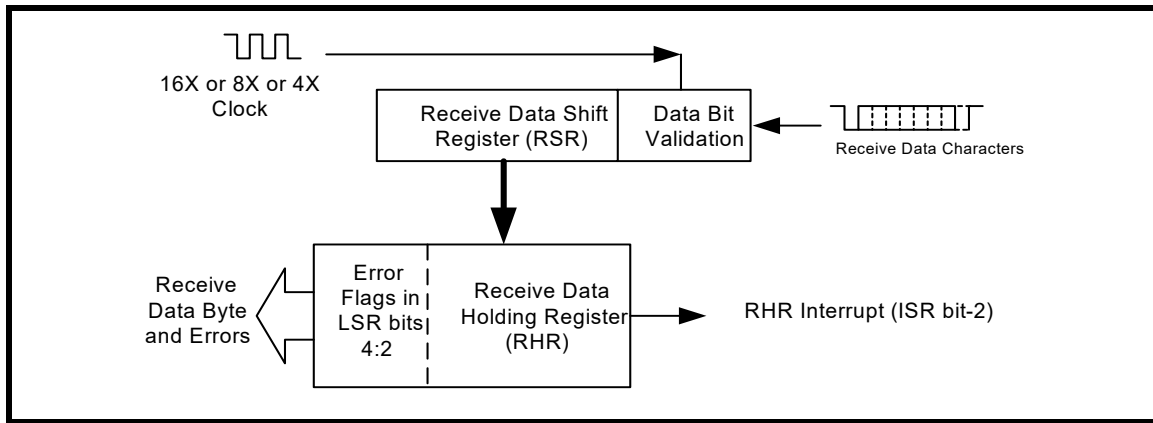 16X or 8X or 4X
Clock
Receive Data Shift
Register (RSR)
Data Bit
Validation
Receive Data Characters
Receive
Data Byte
and Errors
Error
Flags in
LSR bits
4:2
Receive Data
Holding Register
(RHR)
RHR Interrupt (ISR bit-2)